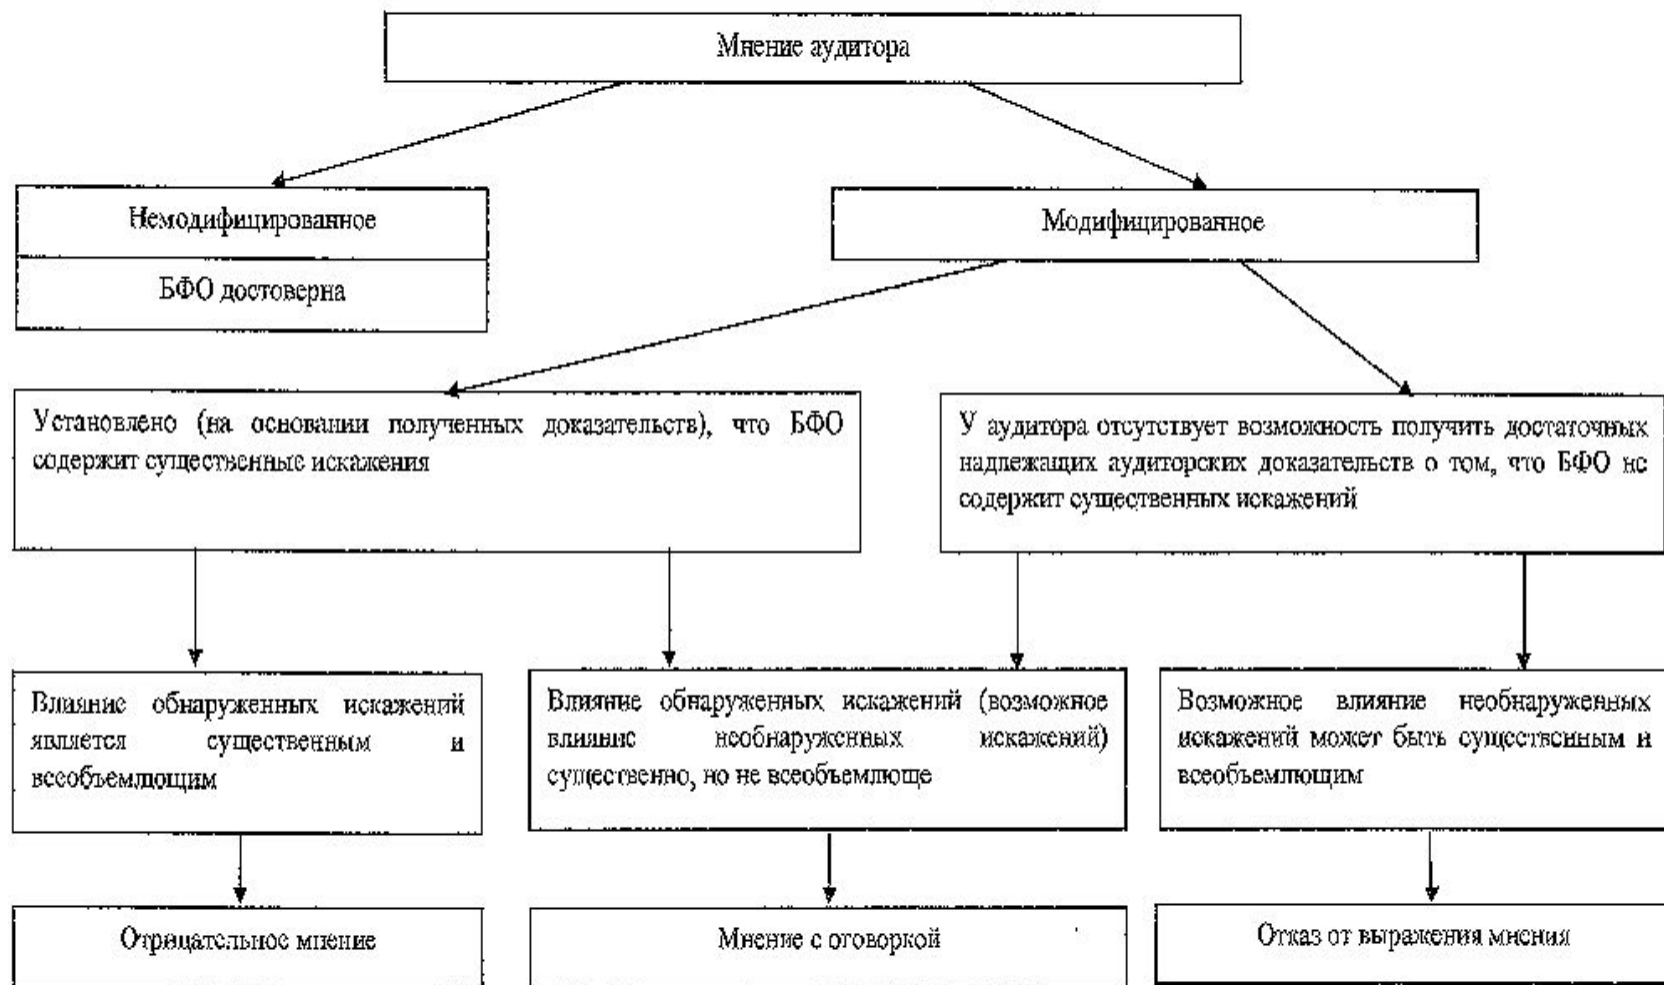 Мнение аудитора
Немодифицированное
Модифицированное
БФО достоверна
Установлено (на основании полученных доказательств), что БФО
содержит существенные искажения
У аудитора отсутствует возможность получить достаточных
надлежащих аудиторских доказательств о том, что БФО не
содержит существенных искажений
Влияние обнаруженных искажений
является существенным и
всеобъемлющим
Влияние обнаруженных искажений (возможное
влияние необнаруженных искажений)
существенно, но не всеобъемлюще
Возможное влияние необнаруженных
искажений может быть существенным и
всеобъемлющим
Отрицательное мнение
Мнение с оговоркой
Отказ от выражения мнения